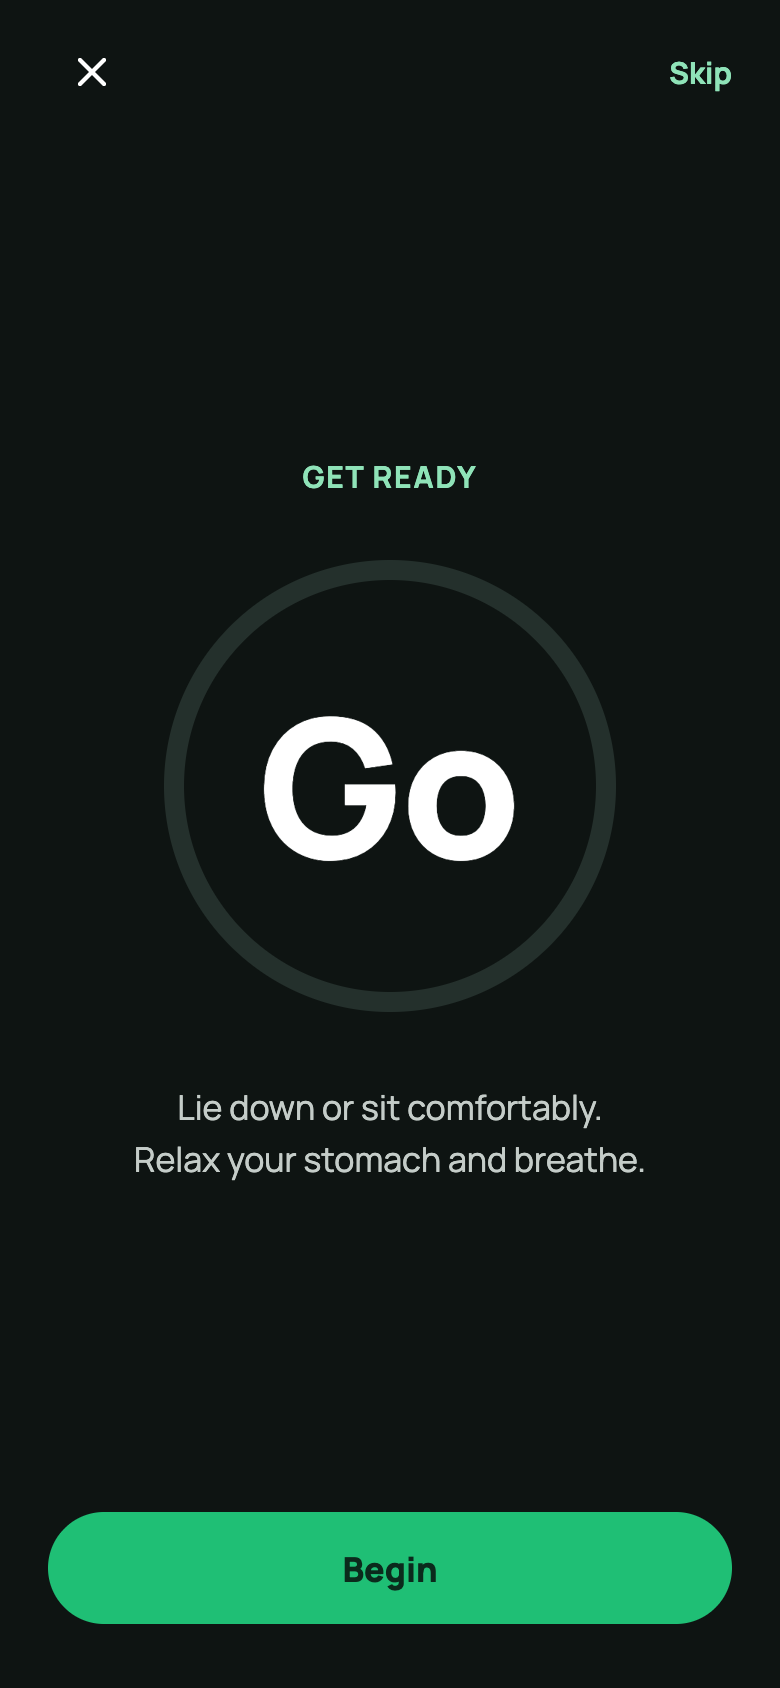 Skip
GET READY
Go
Lie down or sit comfortably.
Relax your stomach and breathe.
Begin